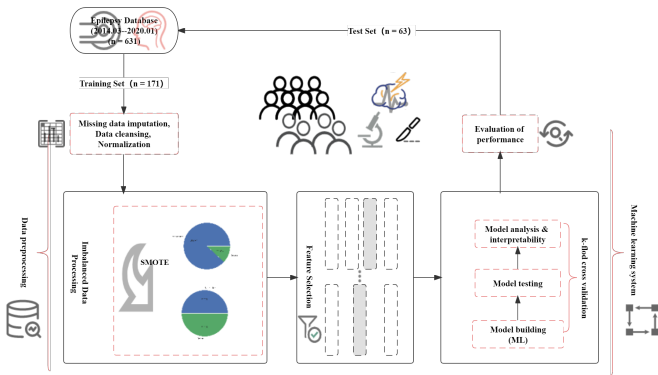 Epilepsy Database
(2014.03--2020.01)
(n = 631)
Test Set (n = 63)
Training Set (n = 171)
Missing data imputation,
Data cleansing,
Normalization
Evaluation of
performance
Data preprocessing
Imbalanced Data
Processing
SMOTE
Feature Selection
Model analysis &
interpretability
Model testing
Model building
(ML)
k-flod cross validation
Machine learning system